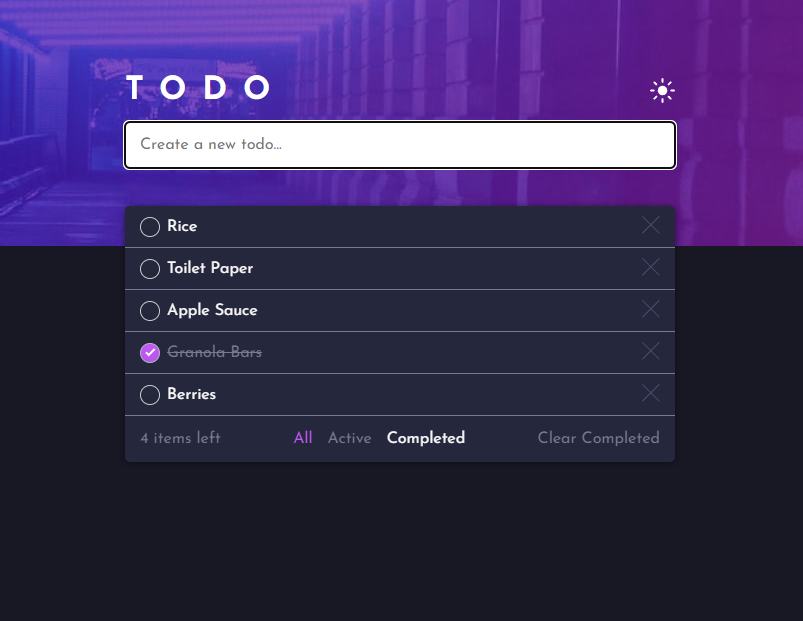 TODO
Create a new todo...
Rice
Toilet Paper
Apple Sauce
Granola Bars
Berries
4 items left All Active Completed Clear Completed